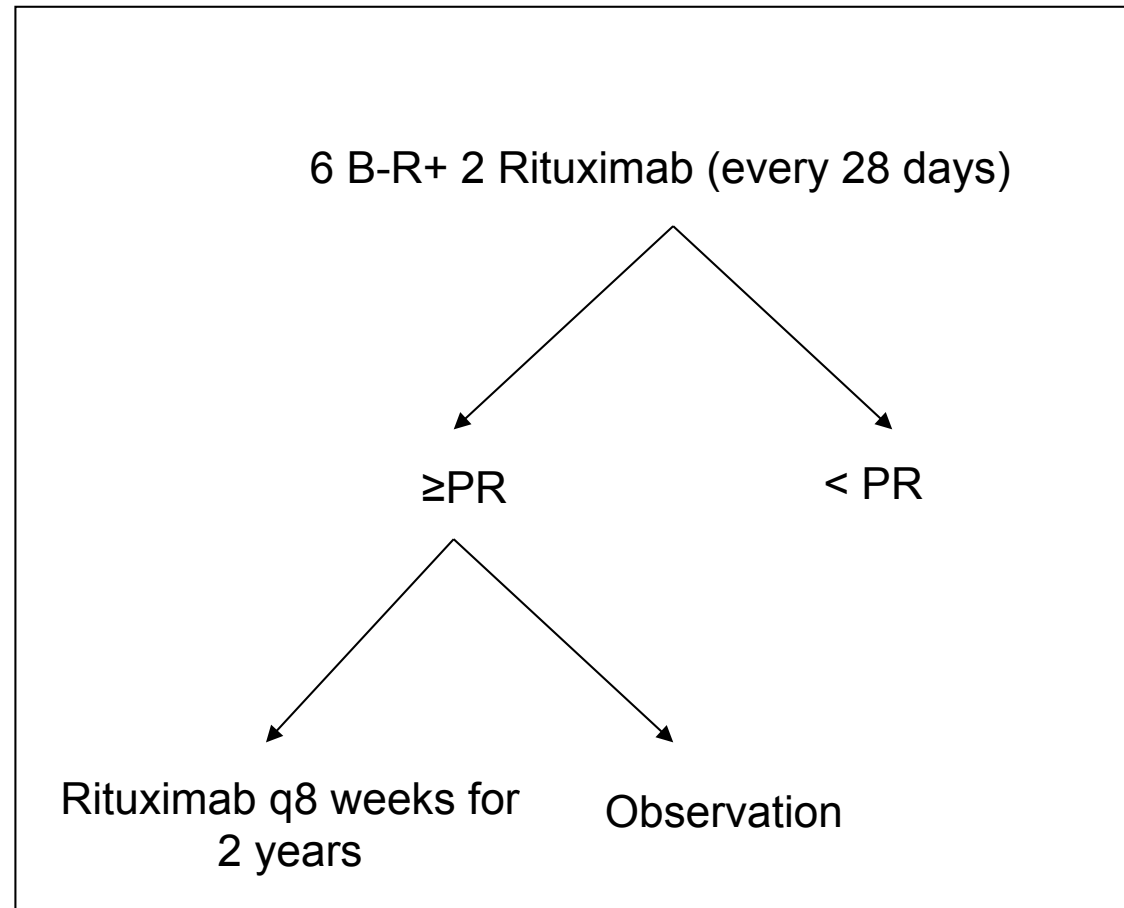 6 B-R+ 2 Rituximab (every 28 days)
≥PR
< PR
Rituximab q8 weeks for
2 years
Observation